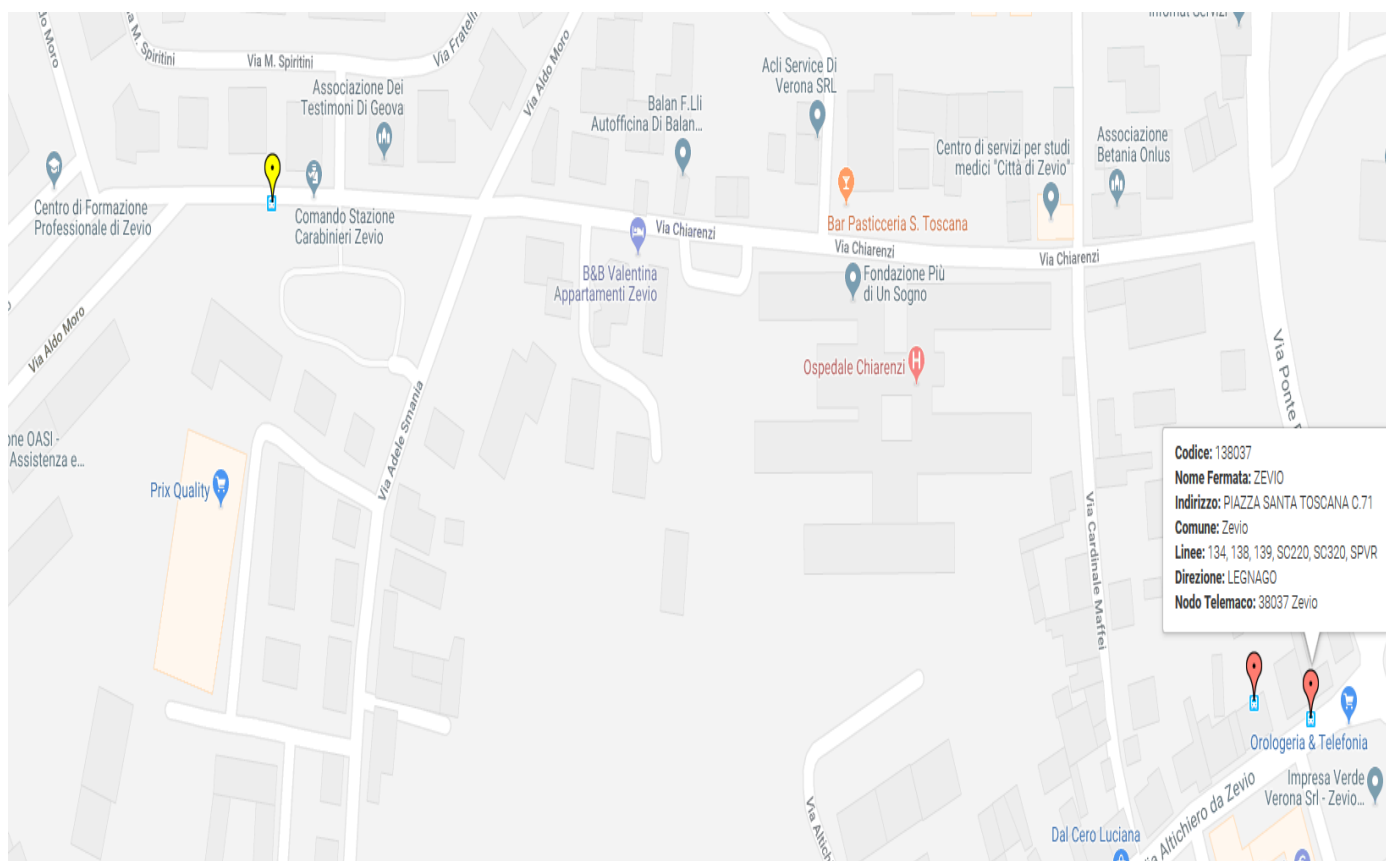 Via M. Spiritini
Via M. Spiritini
Via Fratelli
Via Aldo Moro
Associazione Dei
Testimoni Di Geova
Balan F.Lli
Autofficina Di Balan...
Acli Service Di
Verona SRL
Centro di servizi per studi
medici "Città di Zevio"
Associazione
Betania Onlus
Centro di Formazione
Professionale di Zevio
Comando Stazione
Carabinieri Zevio
Via Chiarenzi
Bar Pasticceria S. Toscana
Via Chiarenzi
Via Chiarenzi
B&B Valentina
Appartamenti Zevio
Fondazione Più
di Un Sogno
Via Aldo Moro
Ospedale Chiarenzi
Via Ponte
Via Adele Smania
one OASI -
Assistenza e...
Prix Quality
Via Cardinale Maffei
Codice: 138037
Nome Fermata: ZEVIO
Indirizzo: PIAZZA SANTA TOSCANA C.71
Comune: Zevio
Linee: 134, 138, 139, SC220, SC320, SPVR
Direzione: LEGNAGO
Nodo Telemaco: 38037 Zevio
Orologeria & Telefonia
Impresa Verde
Verona Srl - Zevio...
Via Altich
Dal Cero Luciana
Via Altichiero da Zevio